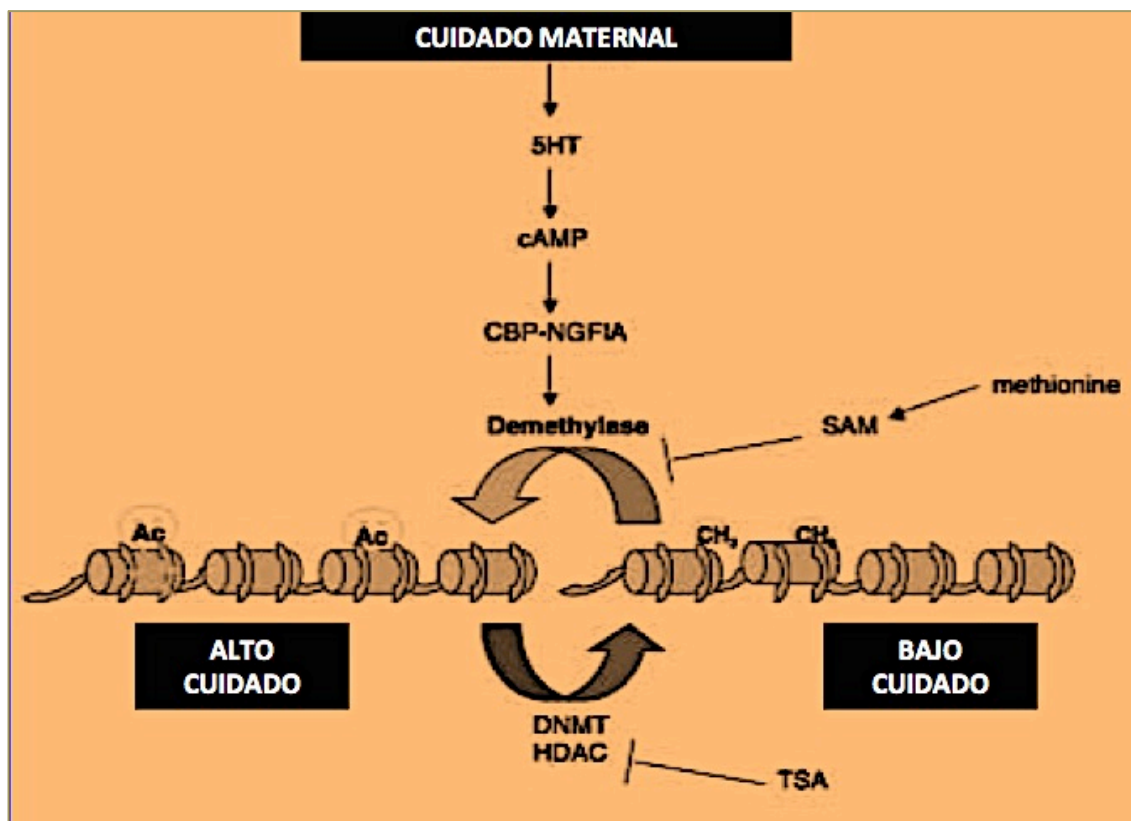 CUIDADO MATERNAL
5HT
cAMP
CBP-NGFIA
Demethylase
methionine
SAM
Ac
Ac
CH₃
CH₃
ALTO
CUIDADO
BAJO
CUIDADO
DNMT
HDAC
TSA